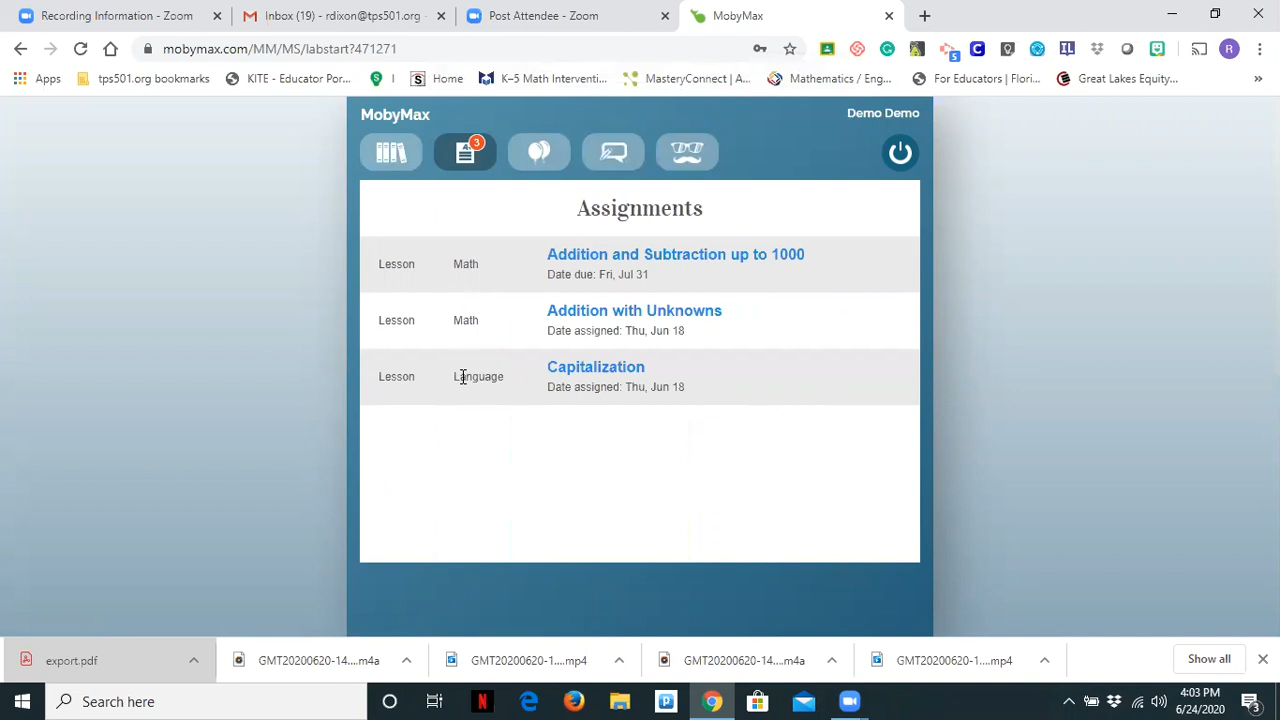 Recording Information - Zoom
Inbox (19) - rdixon@tps501.org
Post Attendee - Zoom
MobyMax
mobymax.com/MM/MS/labstart?471271
5
R
Apps
tps501.org bookmarks
KITE - Educator Por...
I
Home
K–5 Math Interventi...
MasteryConnect | A...
Mathematics / Eng...
For Educators | Flori...
Great Lakes Equity...
»
MobyMax
Demo Demo
3
Assignments
Lesson Math Addition and Subtraction up to 1000
Date due: Fri, Jul 31
Lesson Math Addition with Unknowns
Date assigned: Thu, Jun 18
Lesson Language Capitalization
Date assigned: Thu, Jun 18
export.pdf
GMT20200620-14....m4a
GMT20200620-1....mp4
GMT20200620-14....m4a
GMT20200620-1....mp4
Show all
Search here
4:03 PM
6/24/2020
3